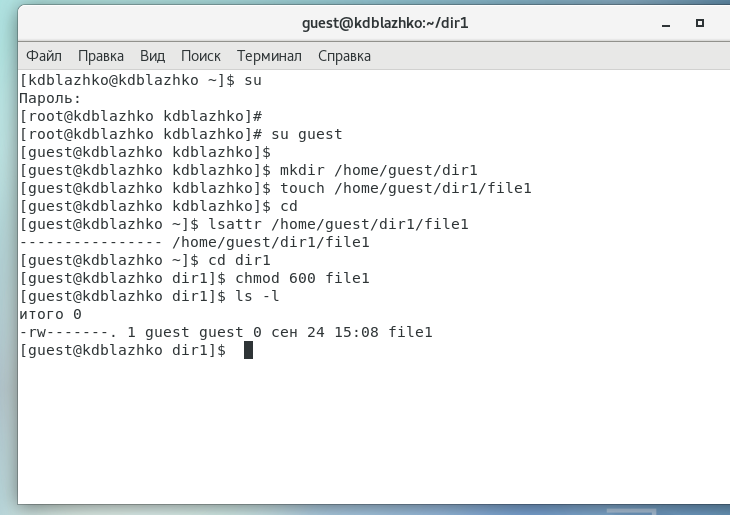 guest@kdblazhko:~/dir1
Файл Правка Вид Поиск Терминал Справка
[kdblazhko@kdblazhko ~]$ su
Пароль:
[root@kdblazhko kdblazhko]#
[root@kdblazhko kdblazhko]# su guest
[guest@kdblazhko kdblazhko]$
[guest@kdblazhko kdblazhko]$ mkdir /home/guest/dir1
[guest@kdblazhko kdblazhko]$ touch /home/guest/dir1/file1
[guest@kdblazhko kdblazhko]$ cd
[guest@kdblazhko ~]$ lsattr /home/guest/dir1/file1
---------------- /home/guest/dir1/file1
[guest@kdblazhko ~]$ cd dir1
[guest@kdblazhko dir1]$ chmod 600 file1
[guest@kdblazhko dir1]$ ls -l
итого 0
-rw-------. 1 guest guest 0 сен 24 15:08 file1
[guest@kdblazhko dir1]$